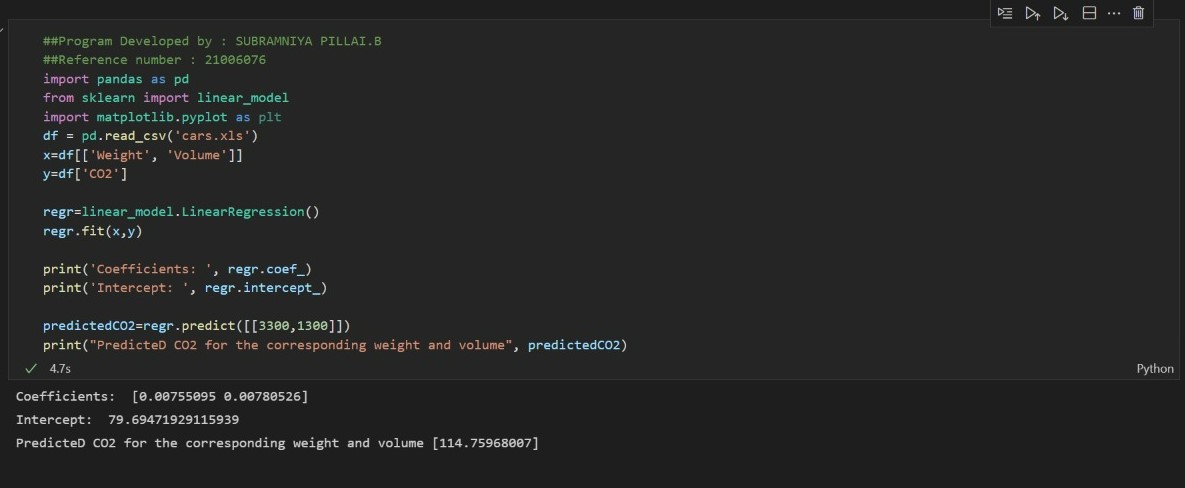 ##Program Developed by : SUBRAMNIYA PILLAI.B
##Reference number : 21006076
import pandas as pd
from sklearn import linear_model
import matplotlib.pyplot as plt
df = pd.read_csv('cars.xls')
x=df[['Weight', 'Volume']]
y=df['CO2']
regr=linear_model.LinearRegression()
regr.fit(x,y)
print('Coefficients: ', regr.coef_)
print('Intercept: ', regr.intercept_)
predictedCO2=regr.predict([[3300,1300]])
print("PredicteD CO2 for the corresponding weight and volume", predictedCO2)
4.7s
Python
Coefficients:  [0.00755095 0.00780526]
Intercept:  79.69471929115939
PredicteD CO2 for the corresponding weight and volume [114.75968007]